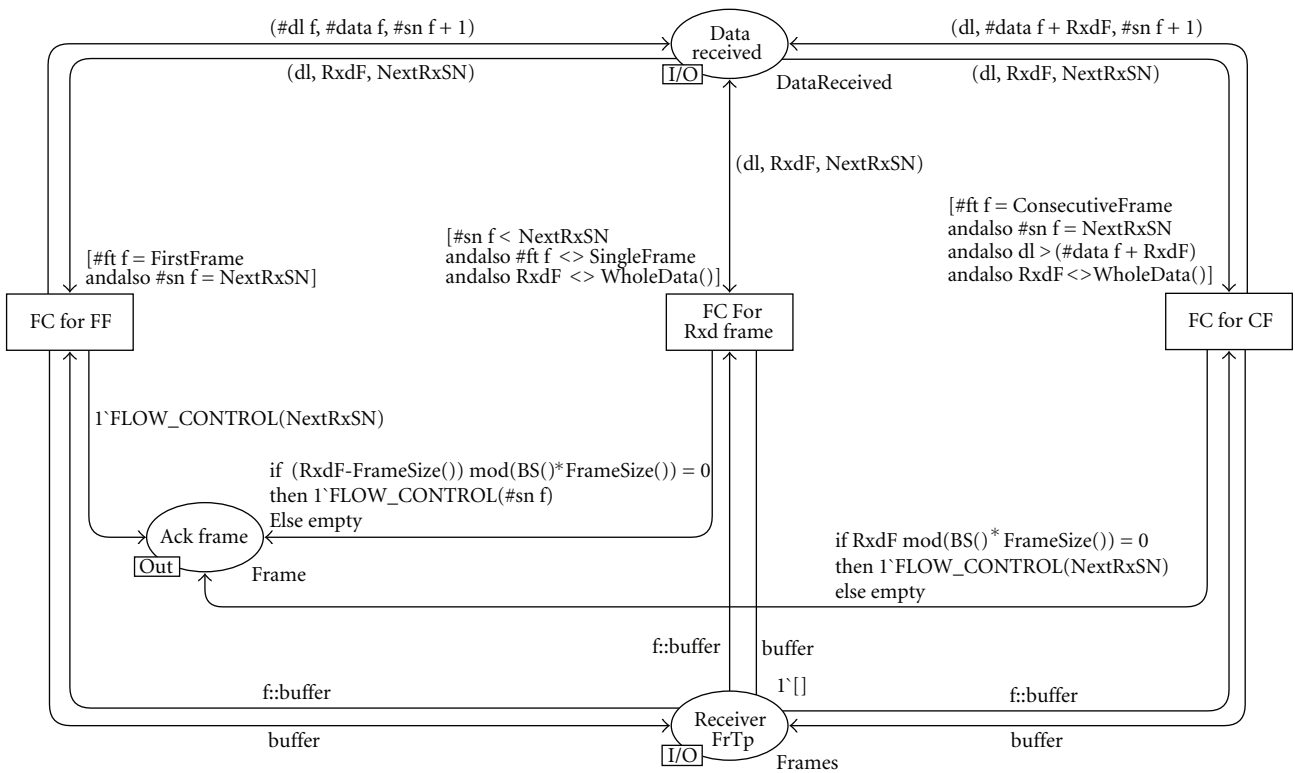 (#dl f, #data f, #sn f + 1)
Data
received
(dl, #data f + RxdF, #sn f + 1)
(dl, RxdF, NextRxSN)
I/O
DataReceived
(dl, RxdF, NextRxSN)
(dl, RxdF, NextRxSN)
[#ft f = FirstFrame
andalso #sn f = NextRxSN]
[#sn f < NextRxSN
andalso #ft f <> SingleFrame
andalso RxdF <> WholeData()]
[#ft f = ConsecutiveFrame
andalso #sn f = NextRxSN
andalso dl > (#data f + RxdF)
andalso RxdF<>WholeData()]
FC for FF
FC For
Rxd frame
FC for CF
1`FLOW_CONTROL(NextRxSN)
if (RxdF-FrameSize()) mod(BS()*FrameSize()) = 0
then 1`FLOW_CONTROL(#sn f)
Else empty
Ack frame
Out
Frame
if RxdF mod(BS()* FrameSize()) = 0
then 1`FLOW_CONTROL(NextRxSN)
else empty
f::buffer
buffer
1`[]
f::buffer
f::buffer
Receiver
FrTp
I/O
Frames
buffer
buffer